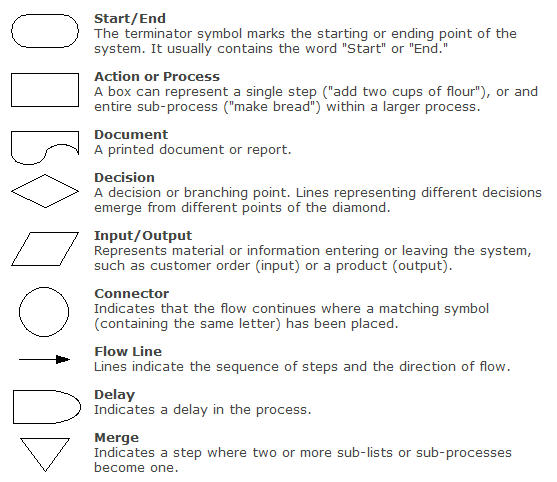 Start/End
The terminator symbol marks the starting or ending point of the
system. It usually contains the word "Start" or "End."
Action or Process
A box can represent a single step ("add two cups of flour"), or and
entire sub-process ("make bread") within a larger process.
Document
A printed document or report.
Decision
A decision or branching point. Lines representing different decisions
emerge from different points of the diamond.
Input/Output
Represents material or information entering or leaving the system,
such as customer order (input) or a product (output).
Connector
Indicates that the flow continues where a matching symbol
(containing the same letter) has been placed.
Flow Line
Lines indicate the sequence of steps and the direction of flow.
Delay
Indicates a delay in the process.
Merge
Indicates a step where two or more sub-lists or sub-processes
become one.